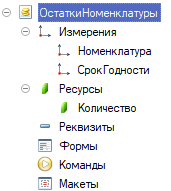 ОстаткиНоменклатуры
Измерения
Номенклатура
СрокГодности
Ресурсы
Количество
Реквизиты
Формы
Команды
Макеты